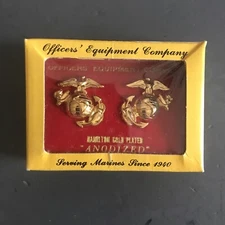 Officers' Equipment Company
OFFICERS EQUIPMENT
HAMILTON GOLD PLATED
"ANODIZED"
Serving Marines Since 1940